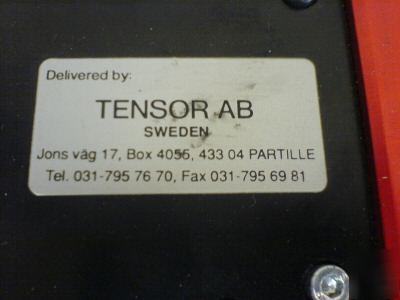 Delivered by:
TENSOR AB
SWEDEN
Jons väg 17, Box 4055, 433 04 PARTILLE
Tel. 031-795 76 70, Fax 031-795 69 81